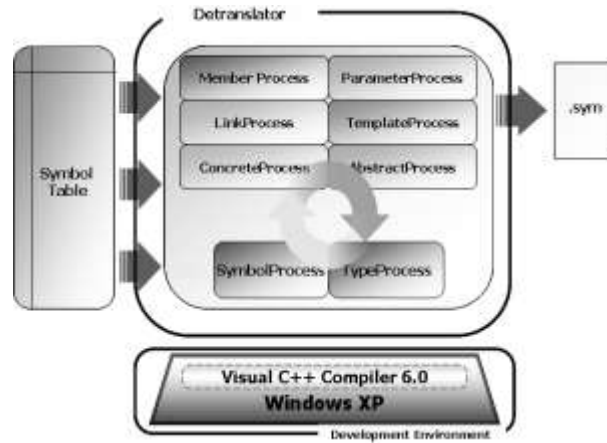 Detranslator
Member Process
ParameterProcess
LinkProcess
TemplateProcess
ConcreteProcess
AbstractProcess
SymbolProcess
TypeProcess
Symbol
Table
.sym
Visual C++ Compiler 6.0
Windows XP
Development Environment